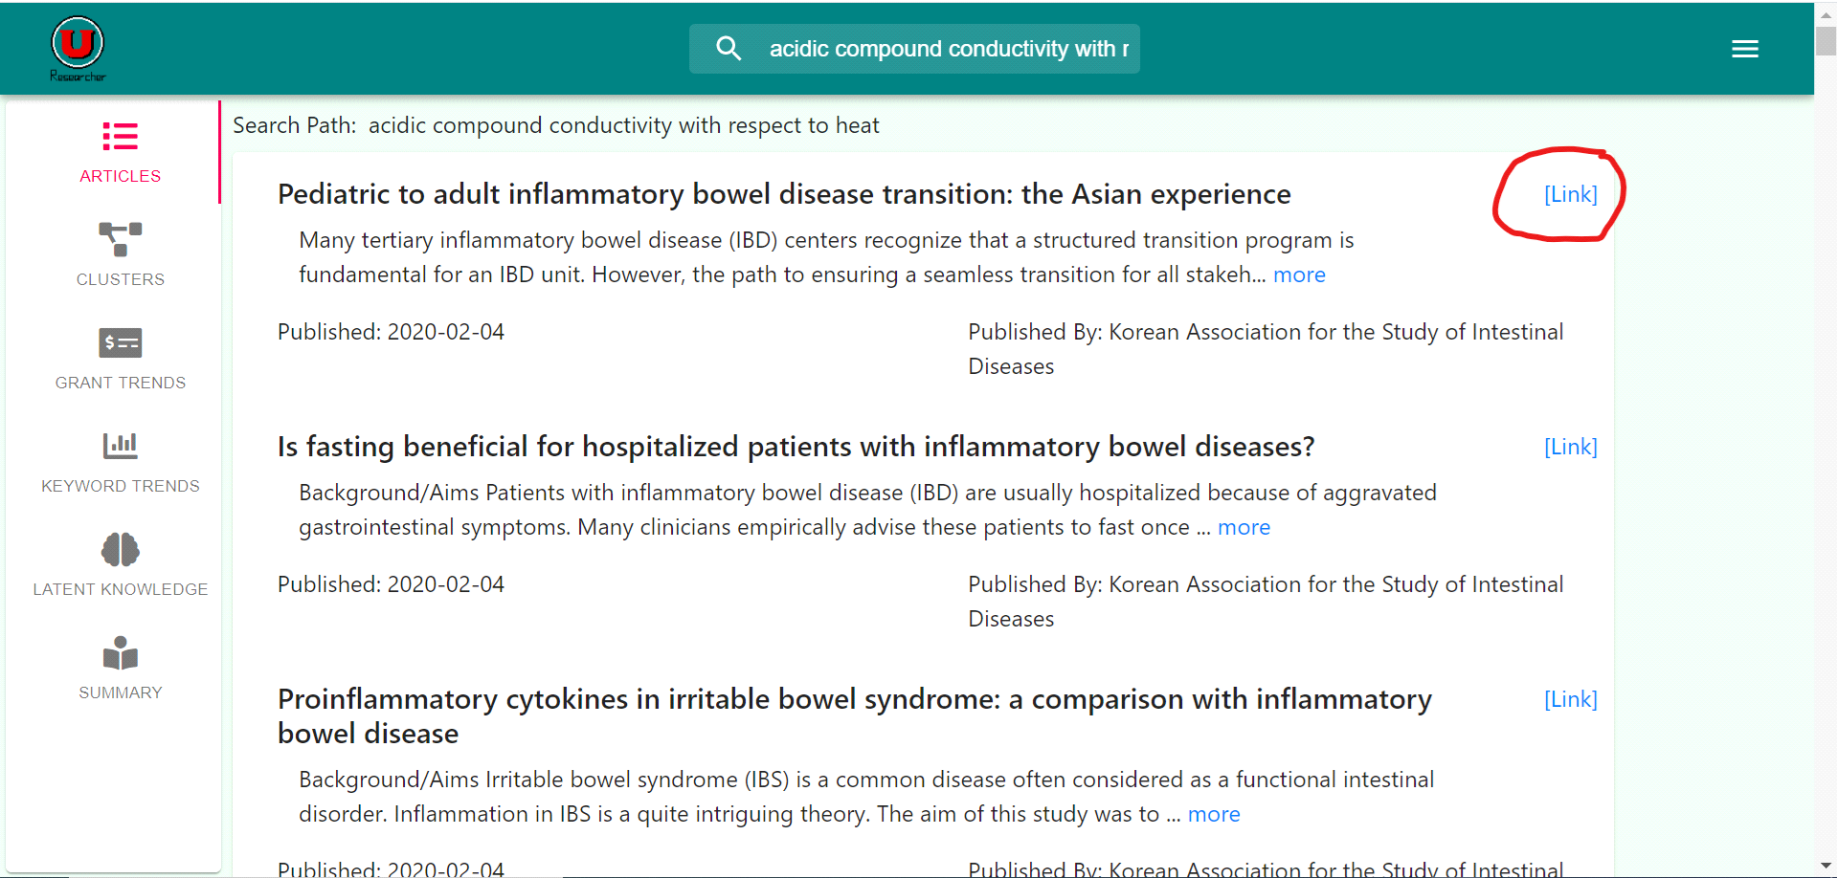 U
Researcher
acidic compound conductivity with r
ARTICLES
CLUSTERS
$
GRANT TRENDS
KEYWORD TRENDS
LATENT KNOWLEDGE
SUMMARY
Search Path: acidic compound conductivity with respect to heat
Pediatric to adult inflammatory bowel disease transition: the Asian experience [Link]
Many tertiary inflammatory bowel disease (IBD) centers recognize that a structured transition program is
fundamental for an IBD unit. However, the path to ensuring a seamless transition for all stakeh... more
Published: 2020-02-04
Published By: Korean Association for the Study of Intestinal
Diseases
Is fasting beneficial for hospitalized patients with inflammatory bowel diseases? [Link]
Background/Aims Patients with inflammatory bowel disease (IBD) are usually hospitalized because of aggravated
gastrointestinal symptoms. Many clinicians empirically advise these patients to fast once ... more
Published: 2020-02-04
Published By: Korean Association for the Study of Intestinal
Diseases
Proinflammatory cytokines in irritable bowel syndrome: a comparison with inflammatory [Link]
bowel disease
Background/Aims Irritable bowel syndrome (IBS) is a common disease often considered as a functional intestinal
disorder. Inflammation in IBS is a quite intriguing theory. The aim of this study was to ... more
Published: 2020-02-04
Published By: Korean Association for the Study of Intestinal